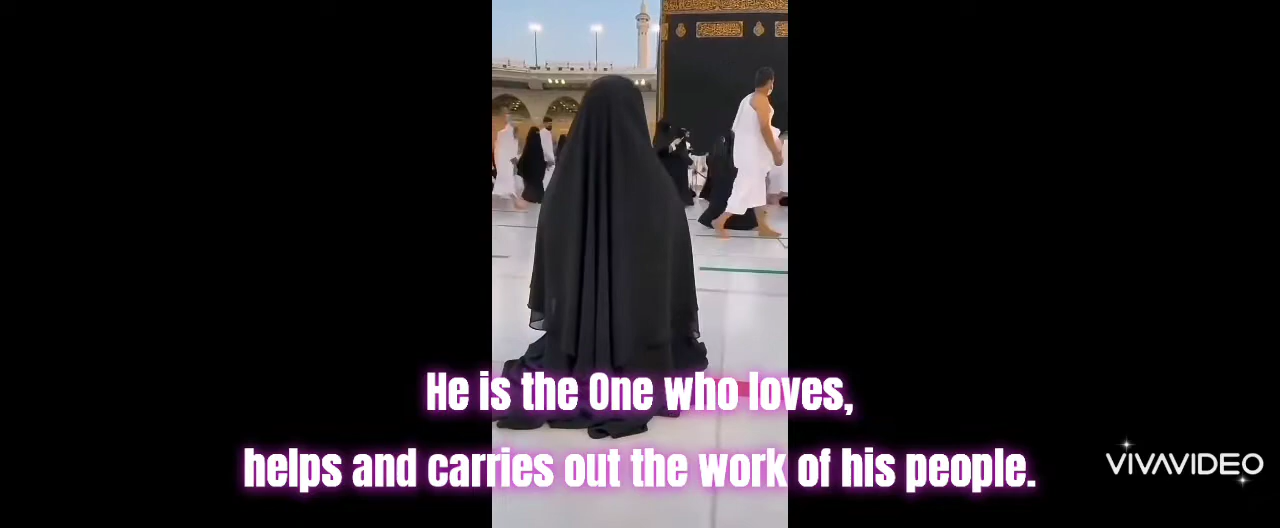 He is the One who loves,
helps and carries out the work of his people.
VIVAVIDEO